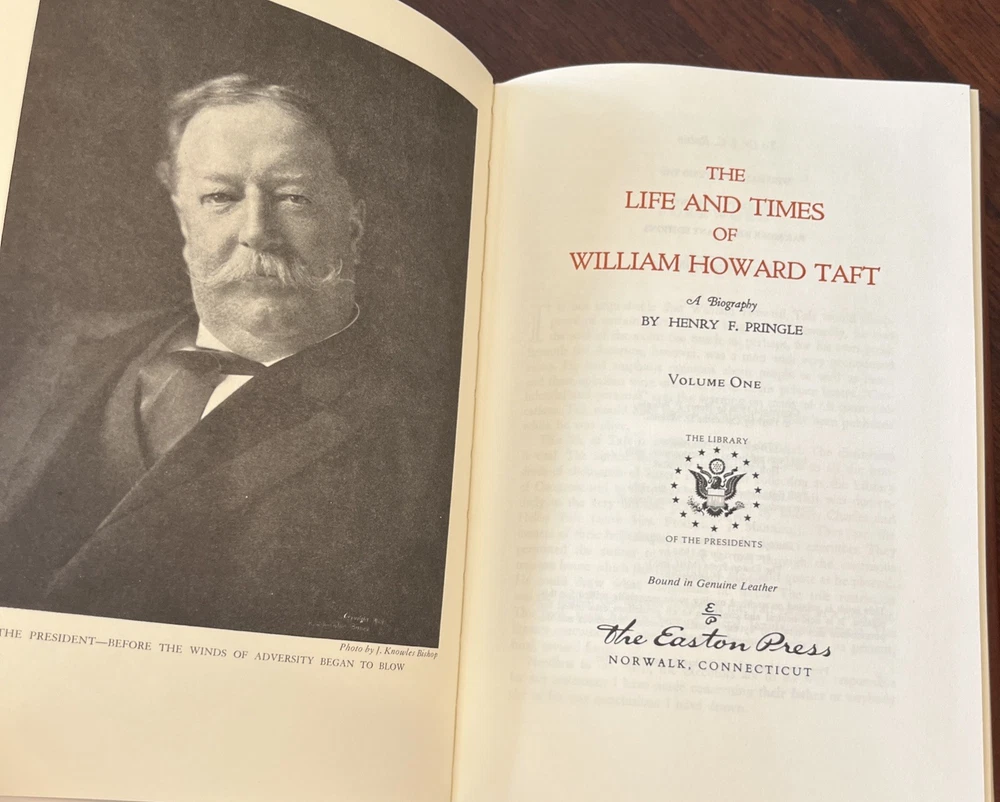 THE PRESIDENT—BEFORE THE WINDS OF ADVERSITY BEGAN TO BLOW
Photo by J. Knowles Bishop
THE
LIFE AND TIMES
OF
WILLIAM HOWARD TAFT
A Biography
BY HENRY F. PRINGLE
VOLUME ONE
THE LIBRARY
OF THE PRESIDENTS
Bound in Genuine Leather
E
P
The Easton Press
NORWALK, CONNECTICUT